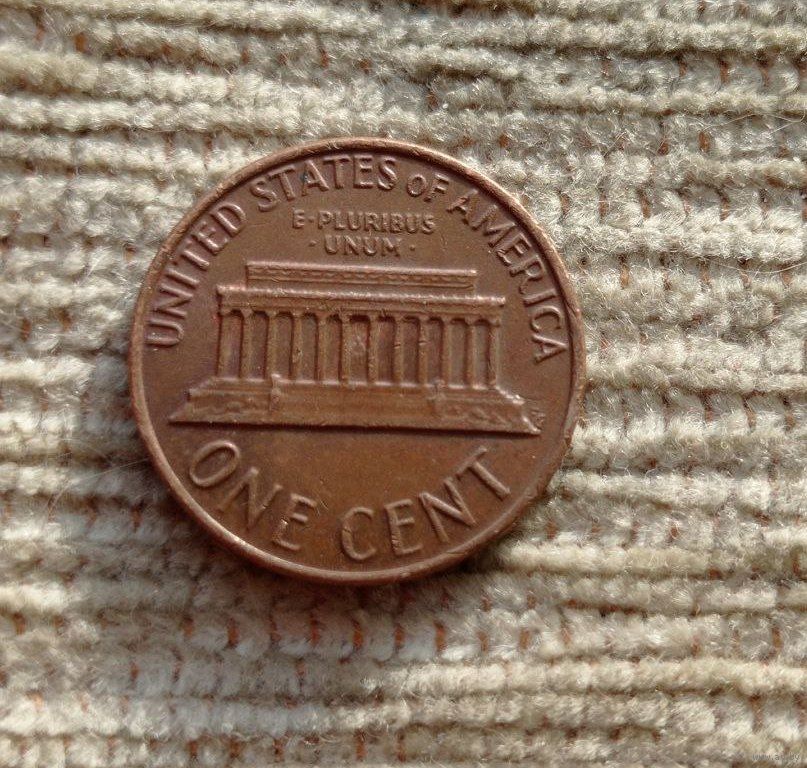 UNITED STATES OF AMERICA
E·PLURIBUS
·UNUM·
ONE CENT